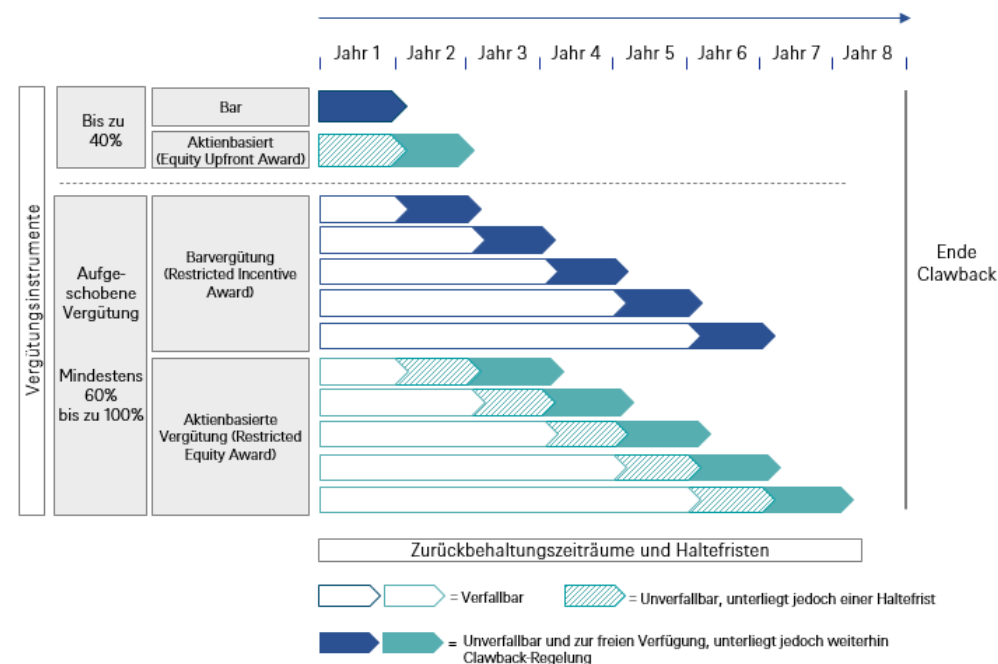 Jahr 1 Jahr 2 Jahr 3 Jahr 4 Jahr 5 Jahr 6 Jahr 7 Jahr 8
Vergütungsinstrumente
Bis zu
40%
Bar
Aktienbasiert
(Equity Upfront Award)
Aufge-
schobene
Vergütung
Mindestens
60%
bis zu 100%
Barvergütung
(Restricted Incentive
Award)
Aktienbasierte
Vergütung (Restricted
Equity Award)
Ende
Clawback
Zurückbehaltungszeiträume und Haltefristen
= Verfallbar
= Unverfallbar, unterliegt jedoch einer Haltefrist
= Unverfallbar und zur freien Verfügung, unterliegt jedoch weiterhin
Clawback-Regelung